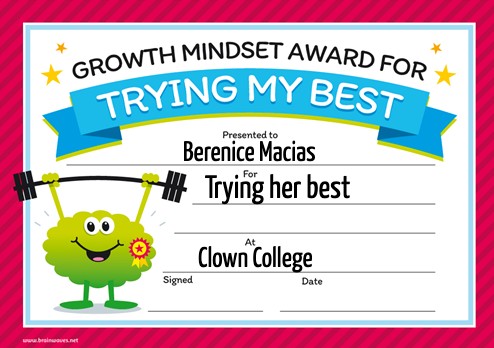 GROWTH MINDSET AWARD FOR
TRYING MY BEST
Presented to
Berenice Macias
For
Trying her best
At
Clown College
Signed Date
www.brainwaves.net